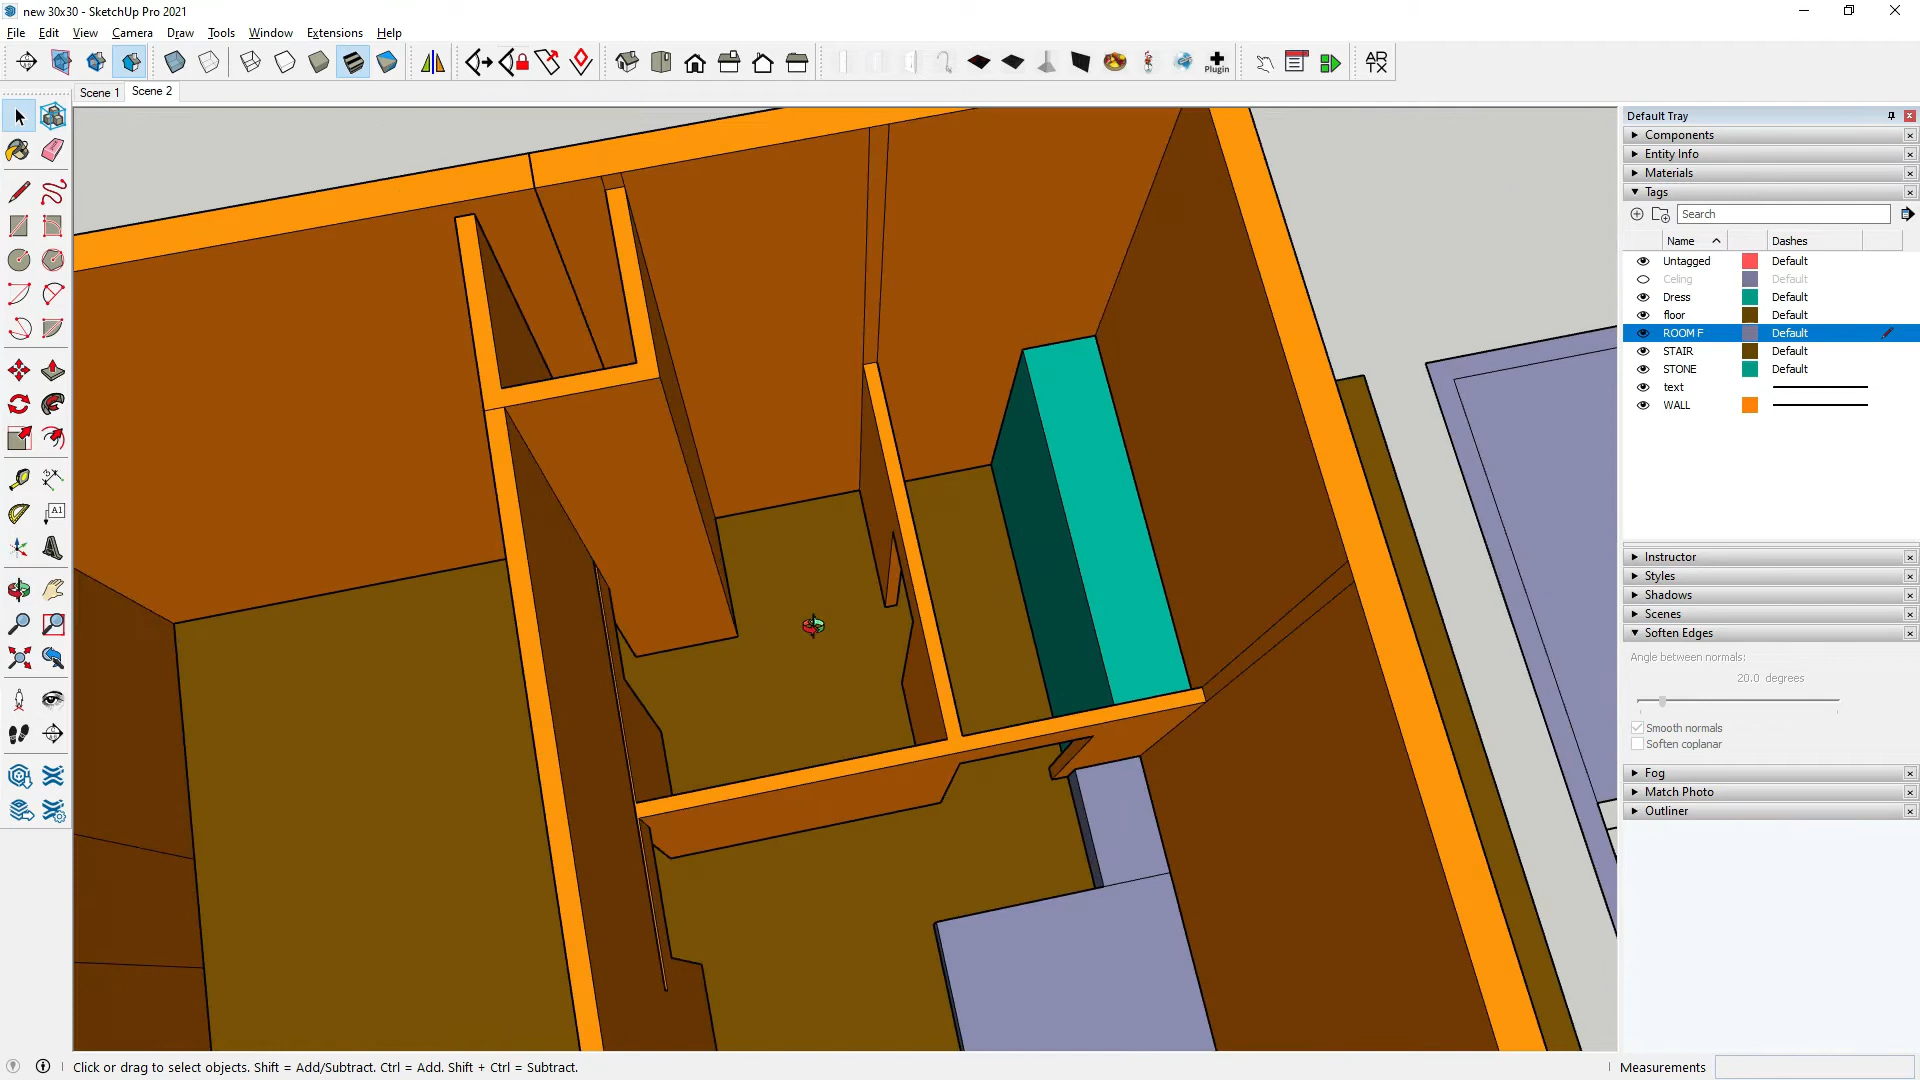 new 30x30 - SketchUp Pro 2021
File Edit View Camera Draw Tools Window Extensions Help
Plugin
AR
TX
Scene 1 Scene 2
A1
Default Tray
Components
Entity Info
Materials
Tags
Search
Name Dashes
Untagged Default
Celing Default
Dress Default
floor Default
ROOM F Default
STAIR Default
STONE Default
text
WALL
Instructor
Styles
Shadows
Scenes
Soften Edges
Angle between normals:
20.0 degrees
Smooth normals
Soften coplanar
Fog
Match Photo
Outliner
Click or drag to select objects. Shift = Add/Subtract. Ctrl = Add. Shift + Ctrl = Subtract.
Measurements